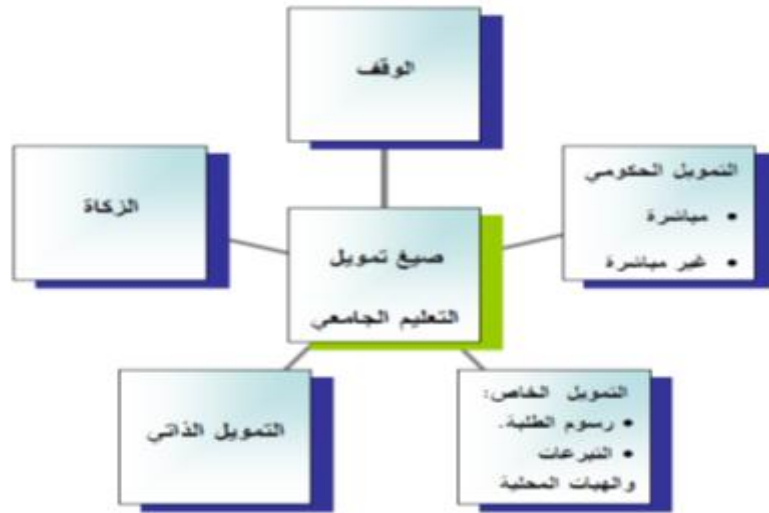 الوقف
التمويل الحكومي
• مباشرة
• غير مباشرة
الزكاة
صيغ تمويل
التعليم الجامعي
التمويل الخاص:
• رسوم الطلبة.
• التبرعات
والهبات المحلية
التمويل الذاتي